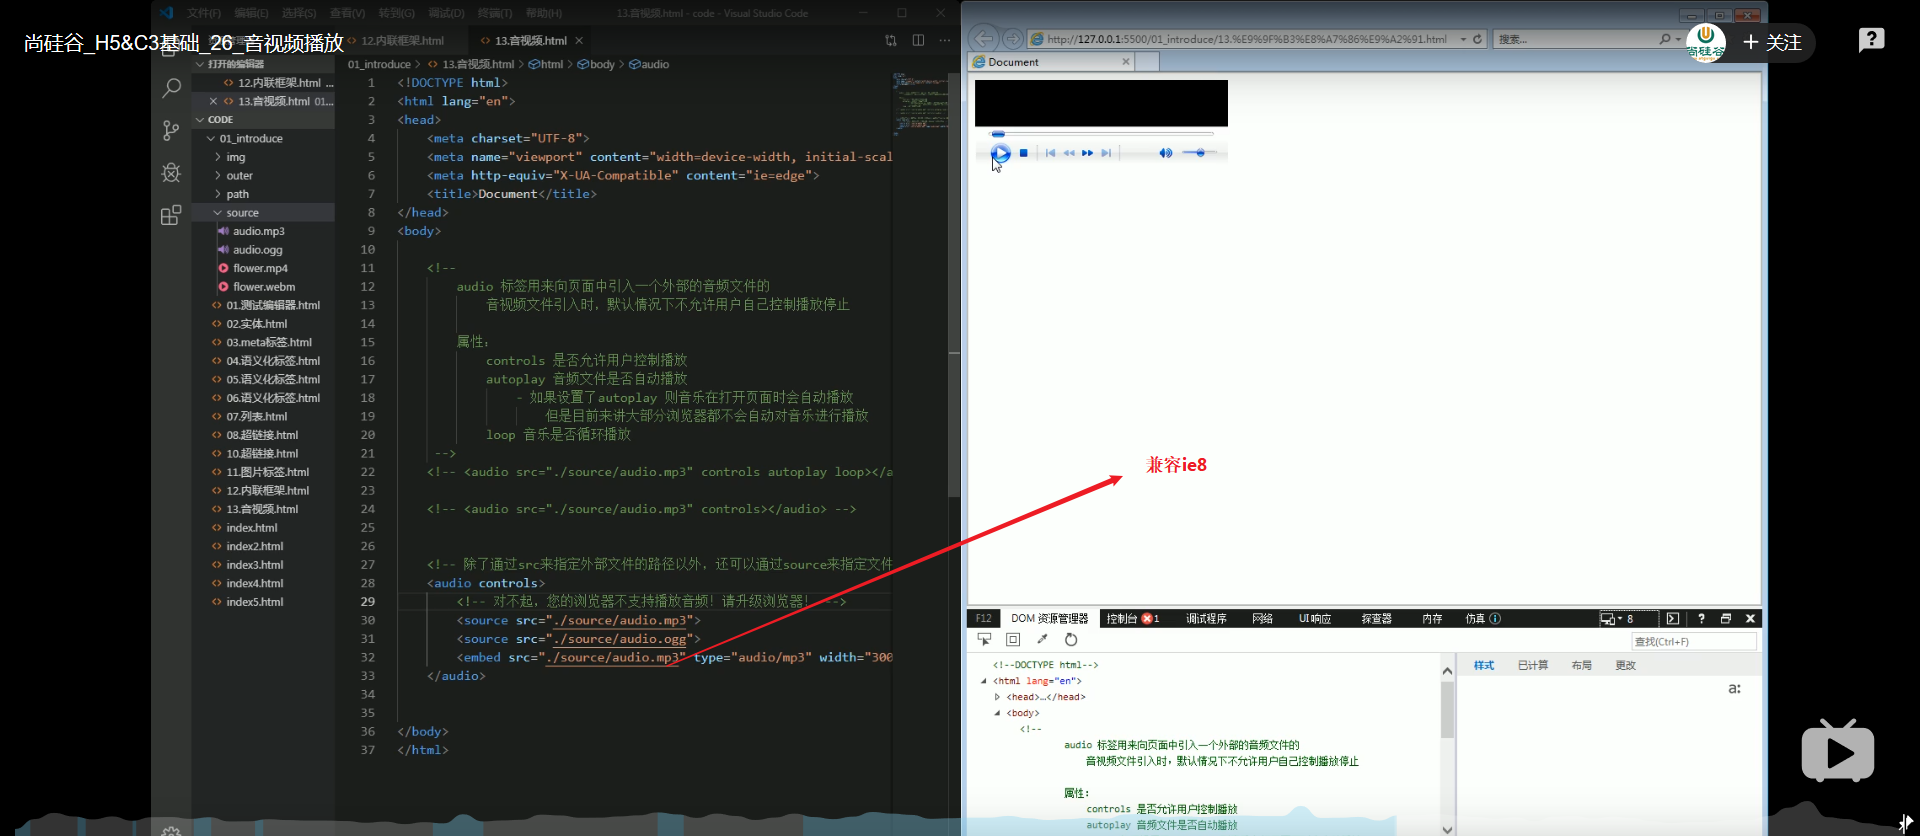 文件(F) 编辑(E) 选择(S) 查看(V) 转到(G) 调试(D) 终端(T) 帮助(H)
13.音视频.html - code - Visual Studio Code
尚硅谷_H5&C3基础_26_音视频播放
12.内联框架.html
13.音视频.html
打开的编辑器
12.内联框架.html ...
13.音视频.html 01...
CODE
01_introduce
img
outer
path
source
audio.mp3
audio.ogg
flower.mp4
flower.webm
01.测试编辑器.html
02.实体.html
03.meta标签.html
04.语义化标签.html
05.语义化标签.html
06.语义化标签.html
07.列表.html
08.超链接.html
10.超链接.html
11.图片标签.html
12.内联框架.html
13.音视频.html
index.html
index2.html
index3.html
index4.html
index5.html
01_introduce > 13.音视频.html > html > body > audio
1 <!DOCTYPE html>
2 <html lang="en">
3 <head>
4 <meta charset="UTF-8">
5 <meta name="viewport" content="width=device-width, initial-scal
6 <meta http-equiv="X-UA-Compatible" content="ie=edge">
7 <title>Document</title>
8 </head>
9 <body>
10
11 <!--
12 audio 标签用来向页面中引入一个外部的音频文件的
13 音视频文件引入时，默认情况下不允许用户自己控制播放停止
14
15 属性：
16 controls 是否允许用户控制播放
17 autoplay 音频文件是否自动播放
18 - 如果设置了autoplay 则音乐在打开页面时会自动播放
19 但是目前来讲大部分浏览器都不会自动对音乐进行播放
20 loop 音乐是否循环播放
21 -->
22 <!-- <audio src="./source/audio.mp3" controls autoplay loop></a
23
24 <!-- <audio src="./source/audio.mp3" controls></audio> -->
25
26
27 <!-- 除了通过src来指定外部文件的路径以外，还可以通过source来指定文件
28 <audio controls>
29 <!-- 对不起，您的浏览器不支持播放音频！请升级浏览器！ -->
30 <source src="./source/audio.mp3">
31 <source src="./source/audio.ogg">
32 <embed src="./source/audio.mp3" type="audio/mp3" width="300
33 </audio>
34
35
36 </body>
37 </html>
http://127.0.0.1:5500/01_introduce/13.%E9%9F%B3%E8%A7%86%E9%A2%91.html
搜索...
尚硅谷
+ 关注
Document
兼容ie8
F12 DOM 资源管理器 控制台 1 调试程序 网络 UI 响应 探查器 内存 仿真 8
查找(Ctrl+F)
<!--DOCTYPE html-->
<html lang="en">
<head>…</head>
<body>
<!--
audio 标签用来向页面中引入一个外部的音频文件的
音视频文件引入时，默认情况下不允许用户自己控制播放停止
属性：
controls 是否允许用户控制播放
autoplay 音频文件是否自动播放
样式 已计算 布局 更改
a: